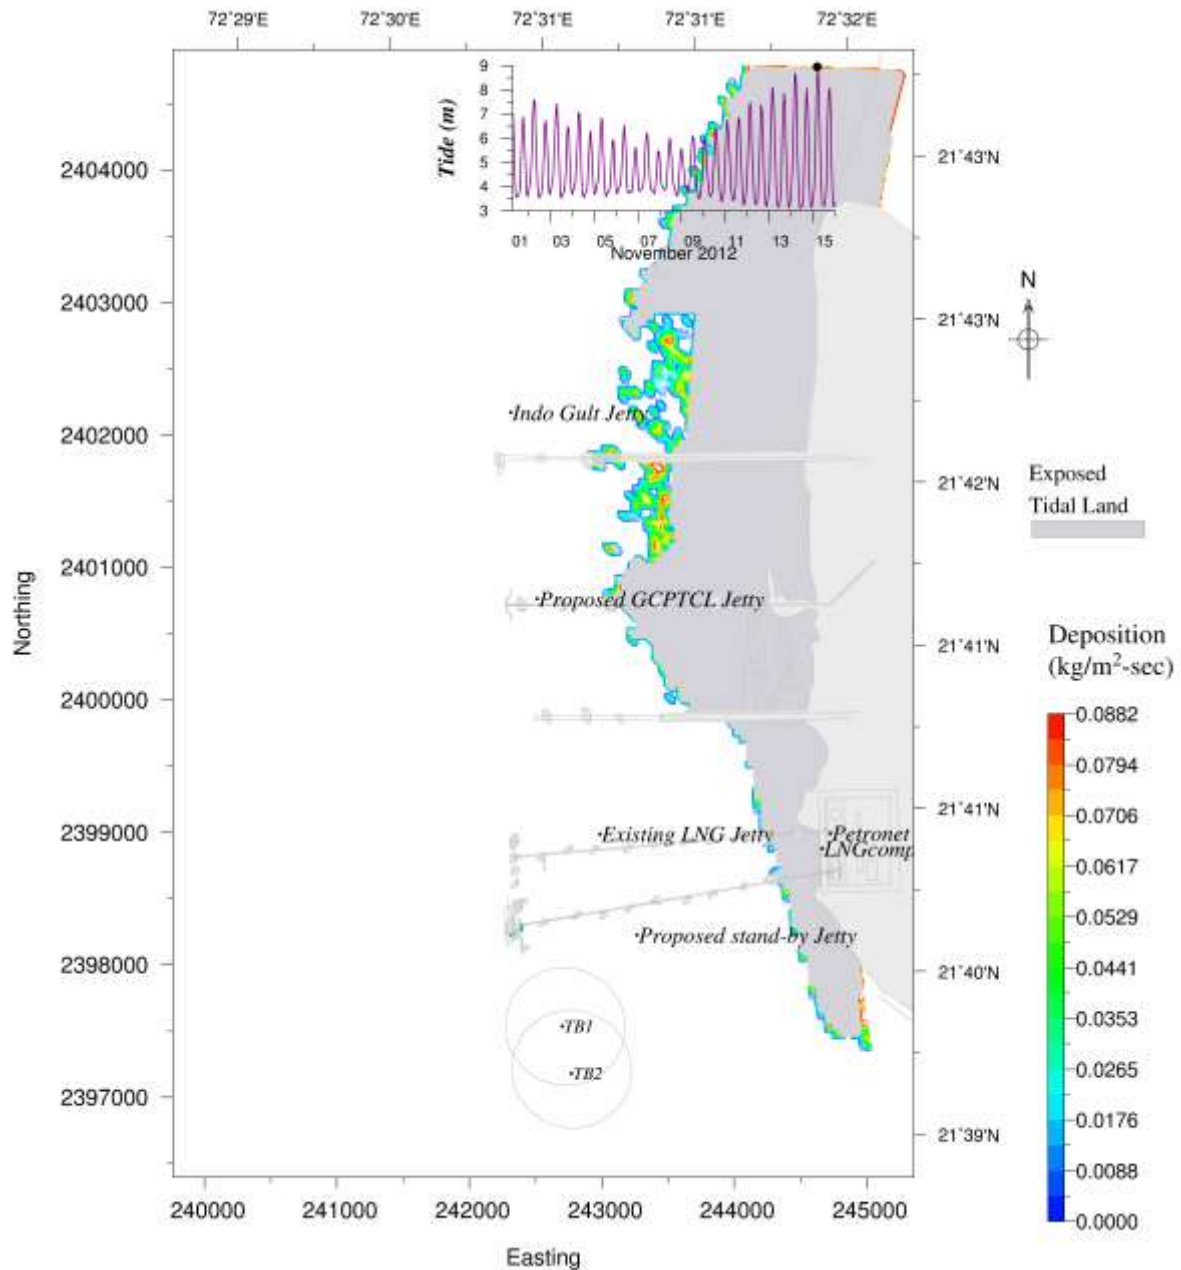 72°29'E 72°30'E 72°31'E 72°31'E 72°32'E
Tide (m)
9
8
7
6
5
4
3
01 03 05 07 09 11 13 15
November 2012
Northing
2404000
2403000
2402000
2401000
2400000
2399000
2398000
2397000
21°43'N
21°43'N
21°42'N
21°41'N
21°41'N
21°40'N
21°39'N
N
Indo Gult Jetty
Proposed GCPTCL Jetty
Existing LNG Jetty
Petronet
LNGcomp
Proposed stand-by Jetty
TB1
TB2
Exposed
Tidal Land
Deposition
(kg/m²-sec)
0.0882
0.0794
0.0706
0.0617
0.0529
0.0441
0.0353
0.0265
0.0176
0.0088
0.0000
240000 241000 242000 243000 244000 245000
Easting